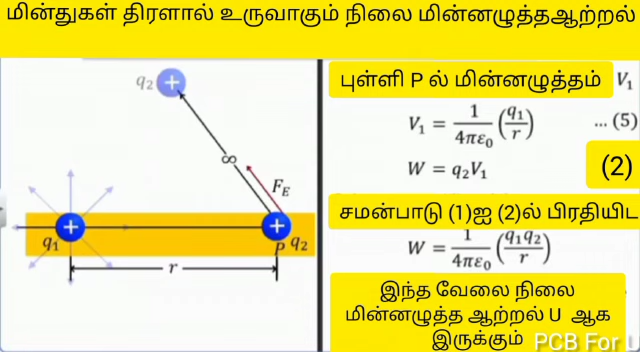 மின்துகள் திரளால் உருவாகும் நிலை மின்னழுத்தஆற்றல்
q₂
∞
F_E
q₁
P q₂
r
புள்ளி P ல் மின்னழுத்தம் V₁
V₁ = 1/4πε₀ (q₁/r) ... (5)
W = q₂V₁ (2)
சமன்பாடு (1)ஐ (2)ல் பிரதியிட
W = 1/4πε₀ (q₁q₂/r)
இந்த வேலை நிலை
மின்னழுத்த ஆற்றல் U ஆக
இருக்கும்
PCB For U